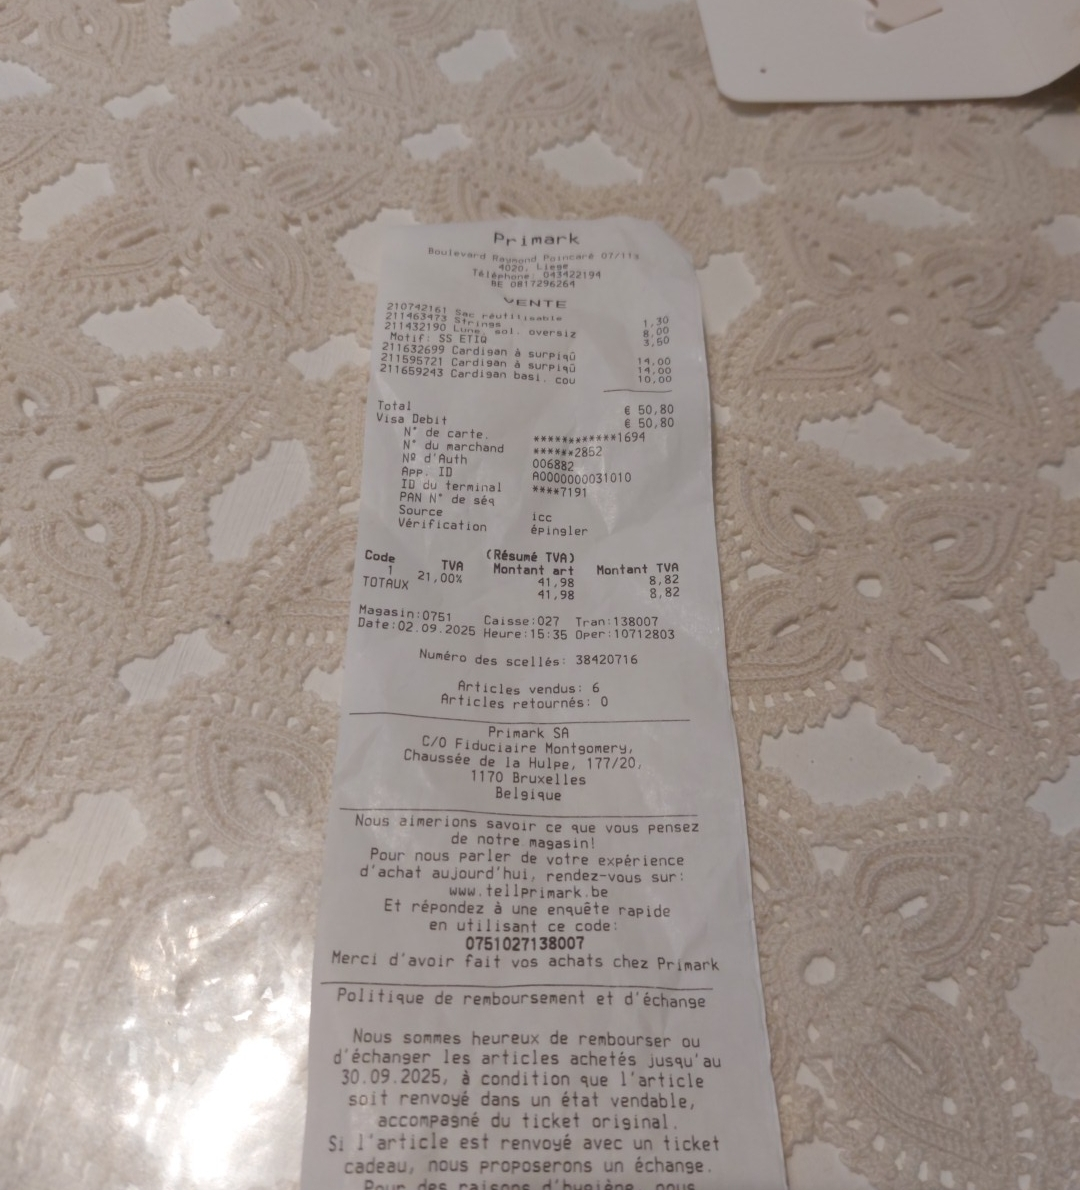 Primark
Boulevard Raymond Poincaré 07/113
4020, Liege
Téléphone: 043422194
BE 0817296264
VENTE
210742161 Sac réutilisable 1,30
211463473 Strings 8,00
211432190 Lune. sol. oversiz 3,50
Motif: SS ETIQ
211632699 Cardigan à surpiqû 14,00
211595721 Cardigan à surpiqû 14,00
211659243 Cardigan basi. cou 10,00
Total € 50,80
Visa Debit € 50,80
N° de carte. ************1694
N° du marchand ******2852
Nº d'Auth 006882
App. ID A0000000031010
ID du terminal ****7191
PAN N° de séq
Source icc
Vérification épingler
(Résumé TVA)
Code TVA Montant art Montant TVA
1 21,00% 41,98 8,82
TOTAUX 41,98 8,82
Magasin:0751 Caisse:027 Tran:138007
Date:02.09.2025 Heure:15:35 Oper:10712803
Numéro des scellés: 38420716
Articles vendus: 6
Articles retournés: 0
Primark SA
C/O Fiduciaire Montgomery,
Chaussée de la Hulpe, 177/20,
1170 Bruxelles
Belgique
Nous aimerions savoir ce que vous pensez
de notre magasin!
Pour nous parler de votre expérience
d'achat aujourd'hui, rendez-vous sur:
www.tellprimark.be
Et répondez à une enquête rapide
en utilisant ce code:
0751027138007
Merci d'avoir fait vos achats chez Primark
Politique de remboursement et d'échange
Nous sommes heureux de rembourser ou
d'échanger les articles achetés jusqu'au
30.09.2025, à condition que l'article
soit renvoyé dans un état vendable,
accompagné du ticket original.
Si l'article est renvoyé avec un ticket
cadeau, nous proposerons un échange.
Pour des raisons d'hygiène, nous